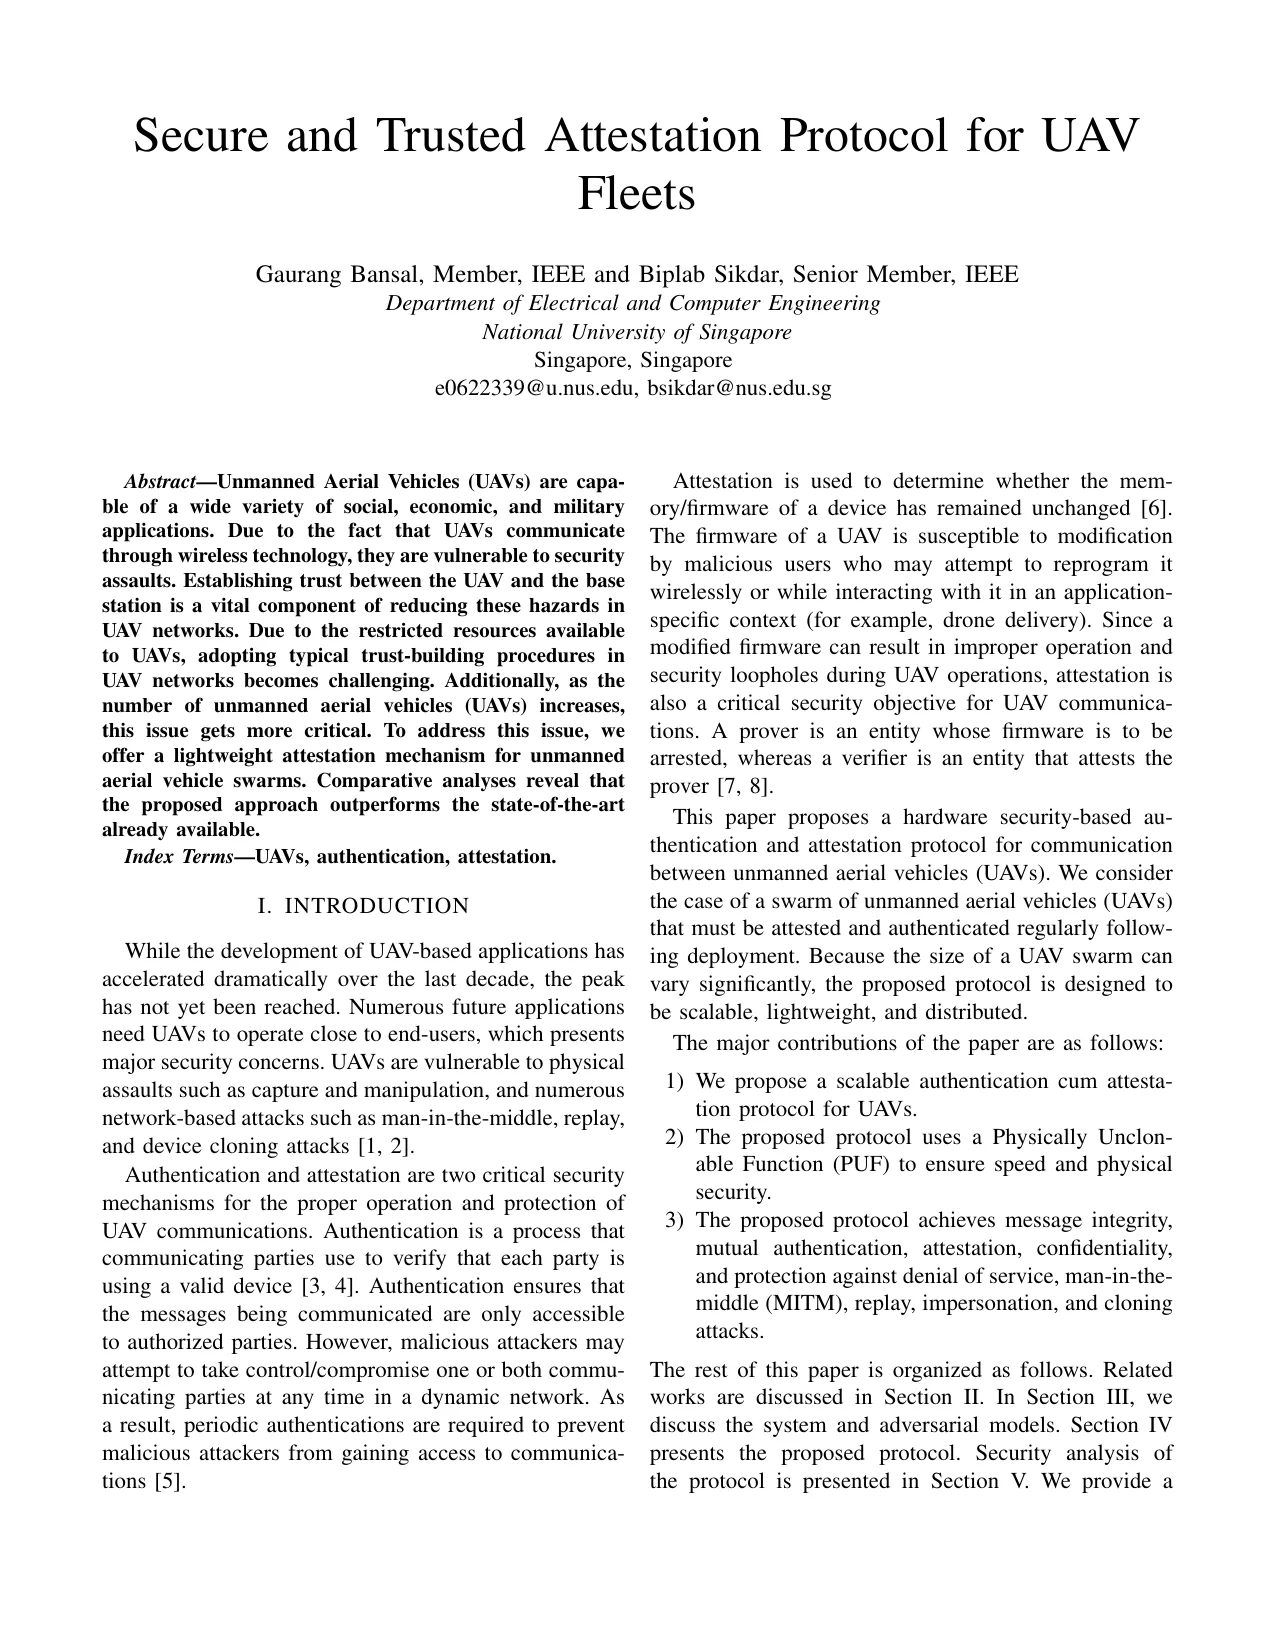 Secure and Trusted Attestation Protocol for UAV
Fleets
Gaurang Bansal, Member, IEEE and Biplab Sikdar, Senior Member, IEEE
Department of Electrical and Computer Engineering
National University of Singapore
Singapore, Singapore
e0622339@u.nus.edu, bsikdar@nus.edu.sg
Abstract—Unmanned Aerial Vehicles (UAVs) are capa-
ble of a wide variety of social, economic, and military
applications. Due to the fact that UAVs communicate
through wireless technology, they are vulnerable to security
assaults. Establishing trust between the UAV and the base
station is a vital component of reducing these hazards in
UAV networks. Due to the restricted resources available
to UAVs, adopting typical trust-building procedures in
UAV networks becomes challenging. Additionally, as the
number of unmanned aerial vehicles (UAVs) increases,
this issue gets more critical. To address this issue, we
offer a lightweight attestation mechanism for unmanned
aerial vehicle swarms. Comparative analyses reveal that
the proposed approach outperforms the state-of-the-art
already available.
Index Terms—UAVs, authentication, attestation.
I. INTRODUCTION
While the development of UAV-based applications has
accelerated dramatically over the last decade, the peak
has not yet been reached. Numerous future applications
need UAVs to operate close to end-users, which presents
major security concerns. UAVs are vulnerable to physical
assaults such as capture and manipulation, and numerous
network-based attacks such as man-in-the-middle, replay,
and device cloning attacks [1, 2].
Authentication and attestation are two critical security
mechanisms for the proper operation and protection of
UAV communications. Authentication is a process that
communicating parties use to verify that each party is
using a valid device [3, 4]. Authentication ensures that
the messages being communicated are only accessible
to authorized parties. However, malicious attackers may
attempt to take control/compromise one or both commu-
nicating parties at any time in a dynamic network. As
a result, periodic authentications are required to prevent
malicious attackers from gaining access to communica-
tions [5].
Attestation is used to determine whether the mem-
ory/firmware of a device has remained unchanged [6].
The firmware of a UAV is susceptible to modification
by malicious users who may attempt to reprogram it
wirelessly or while interacting with it in an application-
specific context (for example, drone delivery). Since a
modified firmware can result in improper operation and
security loopholes during UAV operations, attestation is
also a critical security objective for UAV communica-
tions. A prover is an entity whose firmware is to be
arrested, whereas a verifier is an entity that attests the
prover [7, 8].
This paper proposes a hardware security-based au-
thentication and attestation protocol for communication
between unmanned aerial vehicles (UAVs). We consider
the case of a swarm of unmanned aerial vehicles (UAVs)
that must be attested and authenticated regularly follow-
ing deployment. Because the size of a UAV swarm can
vary significantly, the proposed protocol is designed to
be scalable, lightweight, and distributed.
The major contributions of the paper are as follows:
1) We propose a scalable authentication cum attesta-
tion protocol for UAVs.
2) The proposed protocol uses a Physically Unclon-
able Function (PUF) to ensure speed and physical
security.
3) The proposed protocol achieves message integrity,
mutual authentication, attestation, confidentiality,
and protection against denial of service, man-in-the-
middle (MITM), replay, impersonation, and cloning
attacks.
The rest of this paper is organized as follows. Related
works are discussed in Section II. In Section III, we
discuss the system and adversarial models. Section IV
presents the proposed protocol. Security analysis of
the protocol is presented in Section V. We provide a